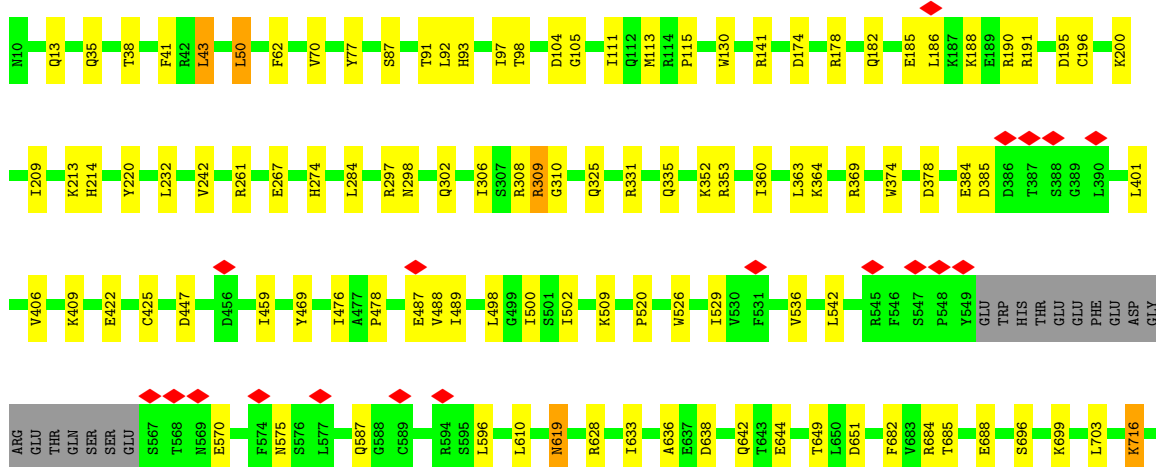 N10 Q13 Q35 T38 F41 R42 L43 L50 F62 V70 Y77 S87 T91 L92 H93 I97 T98 D104 G105 I111 Q112 M113 R114 P115 W130 R141 D174 R178 Q182 E185 L186 K187 K188 E189 R190 R191 D195 C196 K200
I209 K213 H214 Y220 L232 V242 R261 E267 H274 L284 R297 N298 Q302 I306 S307 R308 R309 G310 Q325 R331 Q335 K352 R353 I360 L363 K364 R369 W374 D378 E384 D385 D386 T387 S388 G389 L390 L401
V406 K409 E422 C425 D447 D456 I459 Y469 I476 A477 P478 E487 V488 I489 L498 G499 I500 S501 I502 K509 P520 W526 I529 V530 F531 V536 L542 R545 F546 S547 P548 Y549 GLU TRP HIS THR GLU GLU PHE GLU ASP GLY
ARG GLU THR GLN SER SER GLU S567 T568 N569 E570 F574 N575 S576 L577 Q587 G588 C589 R594 S595 L596 L610 N619 R628 I633 A636 E637 D638 Q642 T643 E644 T649 L650 D651 F682 V683 R684 T685 E688 S696 K699 L703 K716